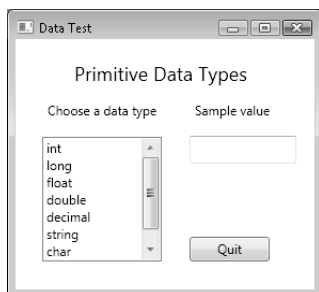 Data Test
Primitive Data Types
Choose a data type
Sample value
int
long
float
double
decimal
string
char
Quit